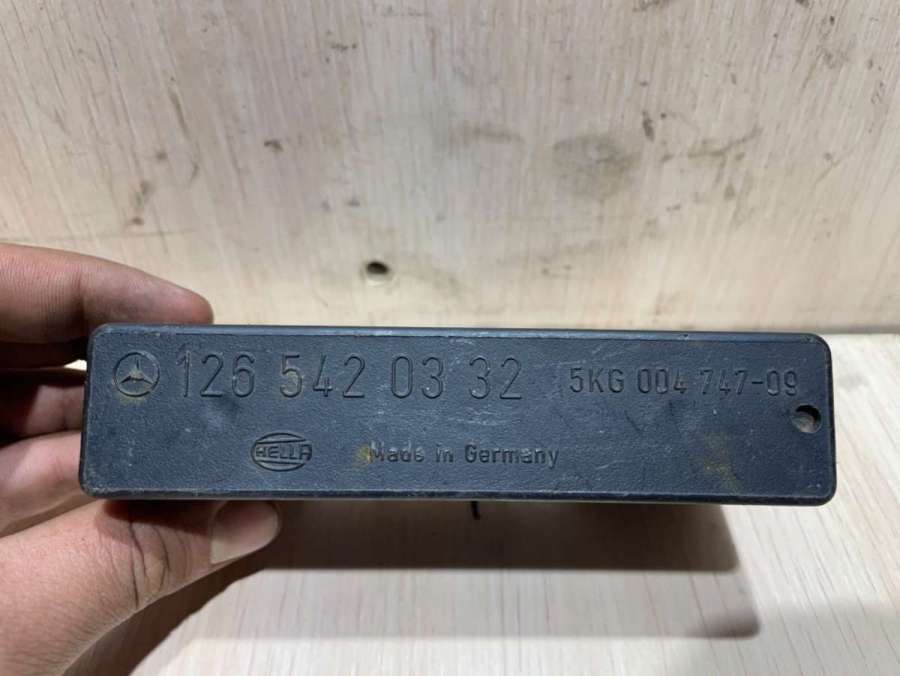 126 542 03 32 5KG 004 747-09
HELLA Made in Germany